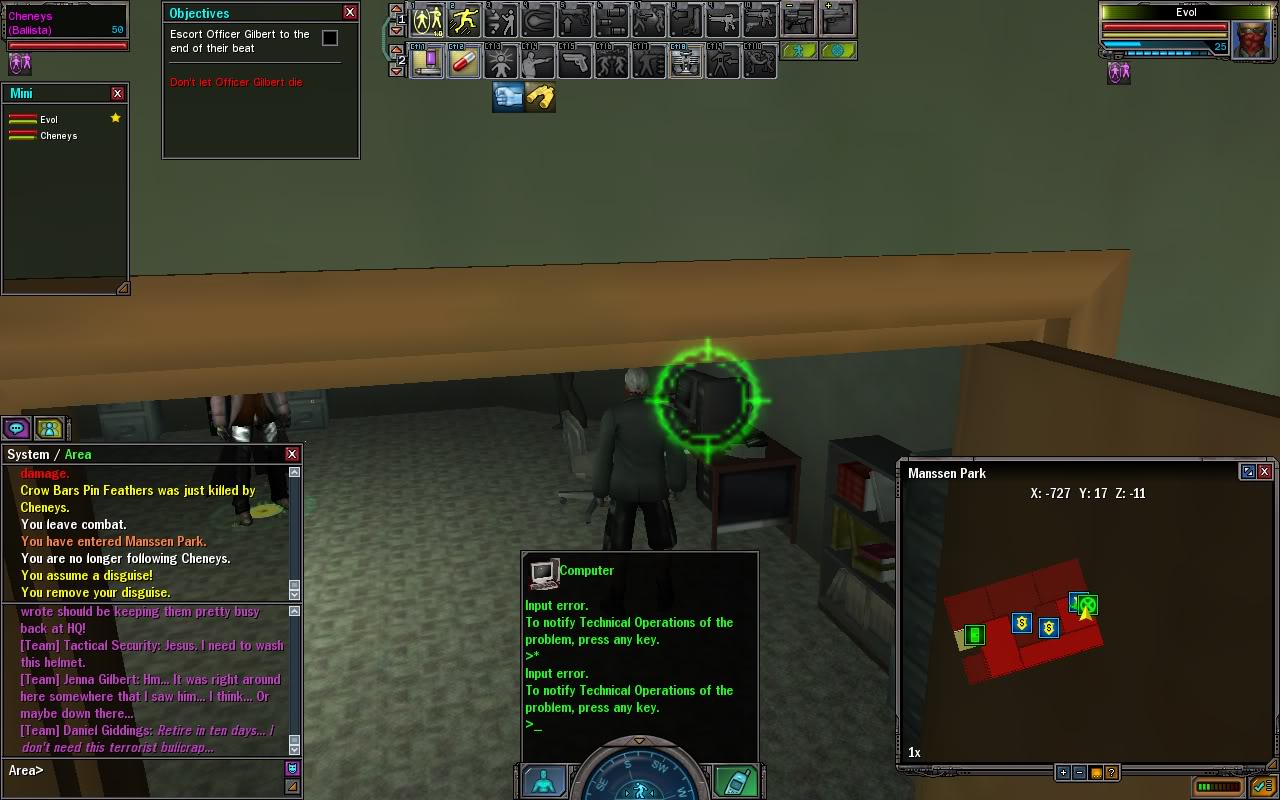 Cheneys
(Ballista)
50
Objectives
Escort Officer Gilbert to the
end of their beat
Don't let Officer Gilbert die
1
2
Evol
25
Mini
Evol
Cheneys
System / Area
damage.
Crow Bars Pin Feathers was just killed by
Cheneys.
You leave combat.
You have entered Manssen Park.
You are no longer following Cheneys.
You assume a disguise!
You remove your disguise.
wrote should be keeping them pretty busy
back at HQ!
[Team] Tactical Security: Jesus, I need to wash
this helmet.
[Team] Jenna Gilbert: Hm... It was right around
here somewhere that I saw him... I think... Or
maybe down there...
[Team] Daniel Giddings: Retire in ten days... I
don't need this terrorist bullcrap...
Area>
Computer
Input error.
To notify Technical Operations of the
problem, press any key.
>*
Input error.
To notify Technical Operations of the
problem, press any key.
>_
SE
S
SW
W
Manssen Park
X: -727 Y: 17 Z: -11
1x